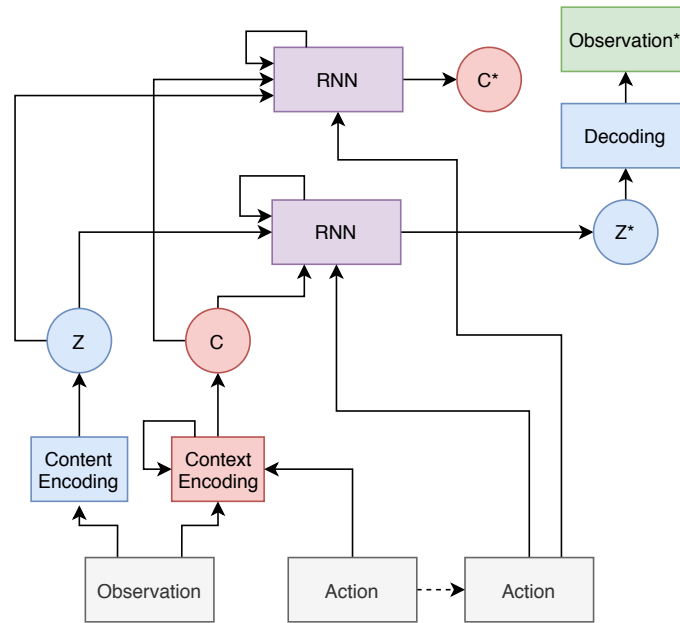 Observation*
RNN
C*
Decoding
RNN
Z*
Z
C
Content
Encoding
Context
Encoding
Observation
Action
Action